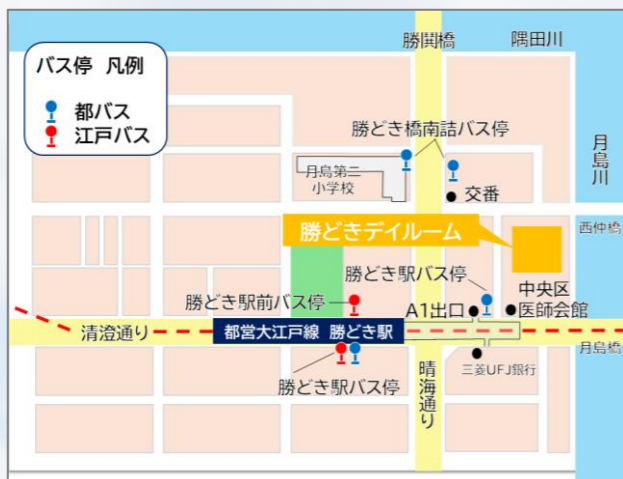 勝鬨橋
隅田川
バス停 凡例
都バス
江戸バス
勝どき橋南詰バス停
月島第二
小学校
交番
月島川
西仲橋
勝どきデイルーム
勝どき駅バス停
勝どき駅前バス停
A1出口
中央区
医師会館
清澄通り
都営大江戸線 勝どき駅
月島橋
三菱UFJ銀行
勝どき駅バス停
晴海通り